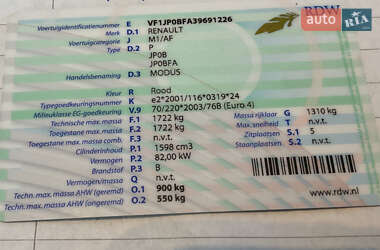 RDW
AUTO RIA
Voertuigidentificatienummer E VF1JP0BFA39691226
Merk D.1 RENAULT
Voertuigcategorie J M1/AF
Type D.2 P
JP0B
JP0BFA
Handelsbenaming D.3 MODUS
Kleur R Rood
Typegoedkeuringsnummer K e2*2001/116*0319*24
Milieuklasse EG-goedkeuring V.9 70/220*2003/76B (Euro 4)
Technische max. massa F.1 1722 kg
Toegestane max. massa F.2 1722 kg
Toegestane max. massa comb. F.3 n.v.t.
Cilinderinhoud P.1 1598 cm3
Vermogen P.2 82,00 kW
Brandstof P.3 B
Vermogen/massa Q n.v.t.
Techn. max. massa AHW (geremd) O.1 900 kg
Techn. max. massa AHW (ongeremd) O.2 550 kg
Massa rijklaar G 1310 kg
Max. snelheid T n.v.t.
Zitplaatsen S.1 5
Staanplaatsen S.2 n.v.t.
www.rdw.nl